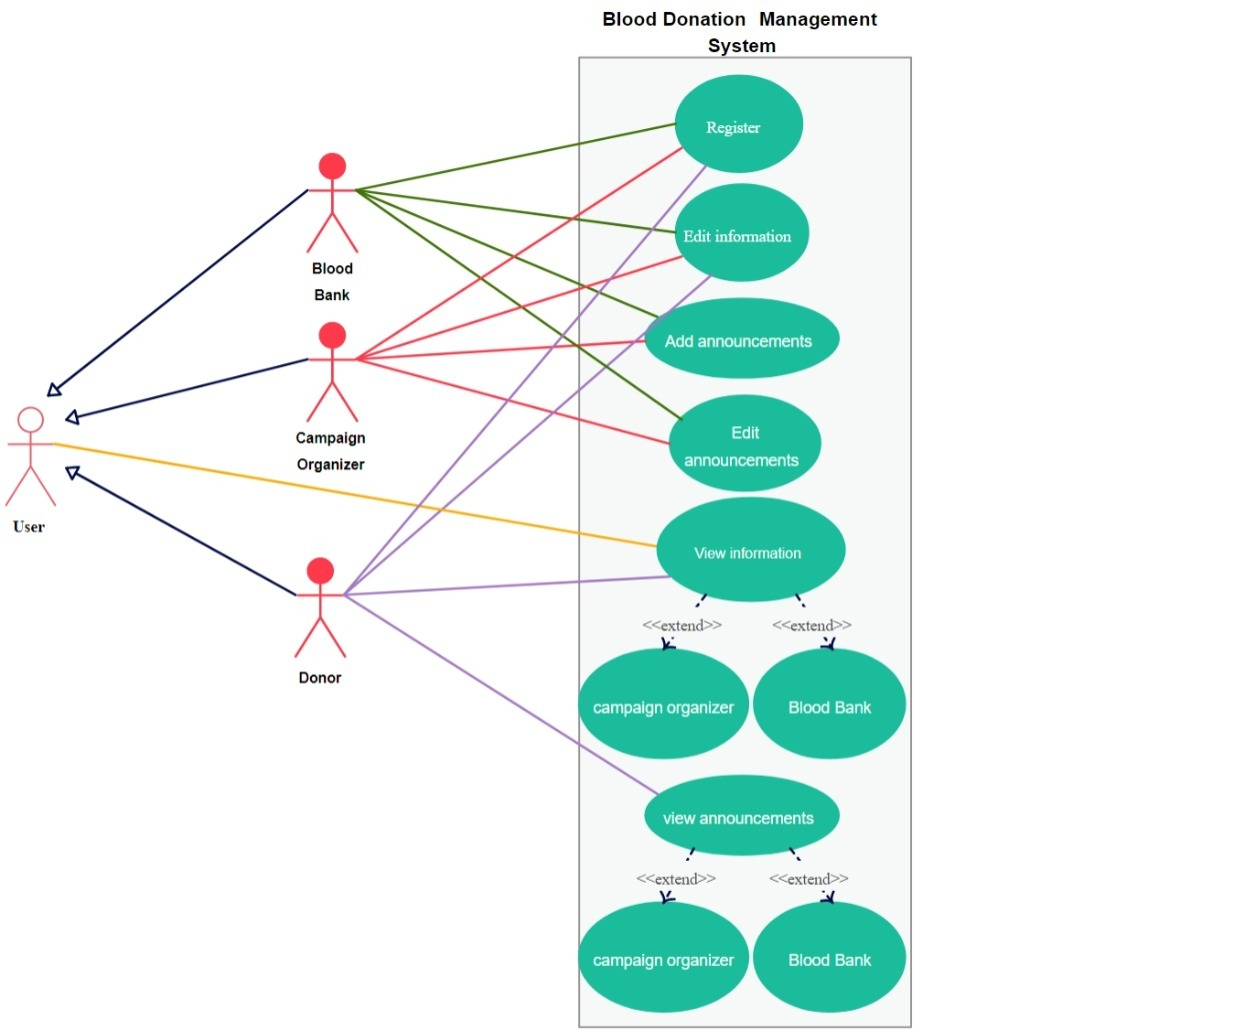 Blood Donation Management
System
Register
Edit information
Blood
Bank
Add announcements
Campaign
Organizer
Edit
announcements
User
View information
<<extend>>
<<extend>>
Donor
campaign organizer
Blood Bank
view announcements
<<extend>>
<<extend>>
campaign organizer
Blood Bank